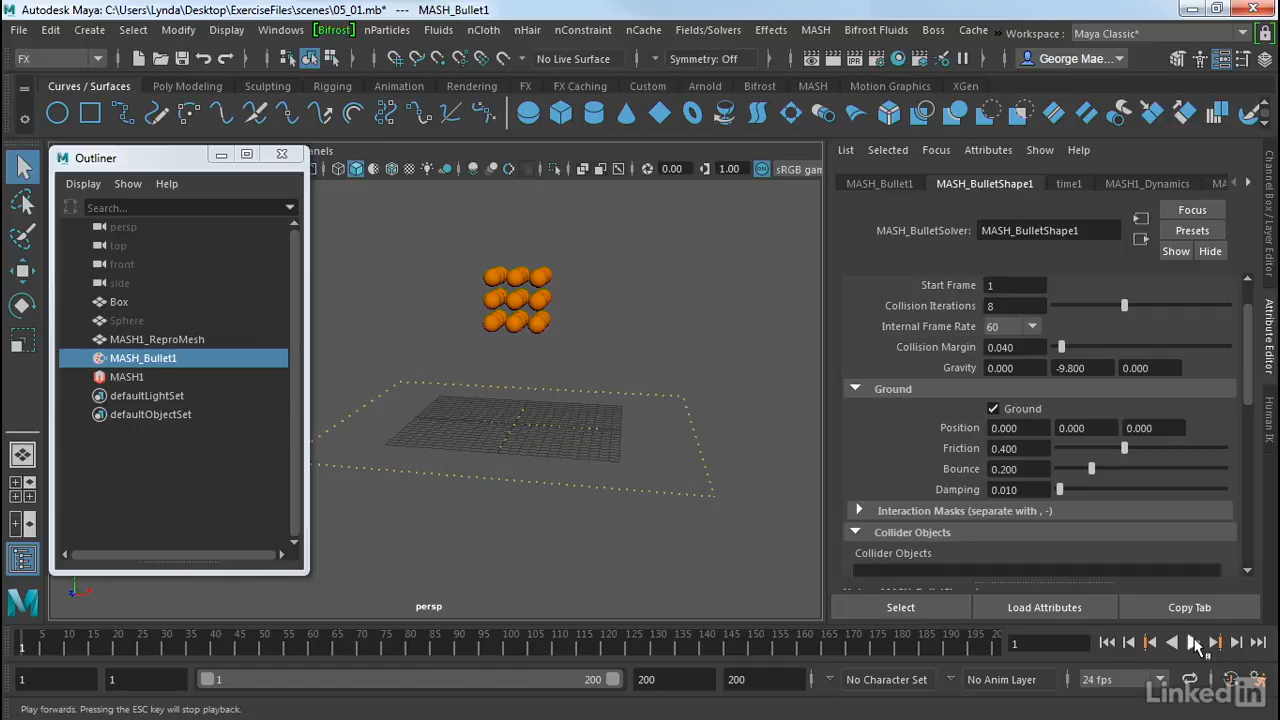 Autodesk Maya: C:\Users\Lynda\Desktop\ExerciseFiles\scenes\05_01.mb* --- MASH_Bullet1
File Edit Create Select Modify Display Windows [Bifrost] nParticles Fluids nCloth nHair nConstraint nCache Fields/Solvers Effects MASH Bifrost Fluids Boss Cache » Workspace : Maya Classic*
FX No Live Surface Symmetry: Off George Mae...
Curves / Surfaces Poly Modeling Sculpting Rigging Animation Rendering FX FX Caching Custom Arnold Bifrost MASH Motion Graphics XGen
Outliner
Display Show Help
Search...
persp
top
front
side
Box
Sphere
MASH1_ReproMesh
MASH_Bullet1
MASH1
defaultLightSet
defaultObjectSet
Panels
0.00 1.00 sRGB gam
persp
List Selected Focus Attributes Show Help
MASH_Bullet1 MASH_BulletShape1 time1 MASH1_Dynamics MA
MASH_BulletSolver: MASH_BulletShape1
Focus
Presets
Show Hide
Start Frame 1
Collision Iterations 8
Internal Frame Rate 60
Collision Margin 0.040
Gravity 0.000 -9.800 0.000
Ground
Ground
Position 0.000 0.000 0.000
Friction 0.400
Bounce 0.200
Damping 0.010
Interaction Masks (separate with , -)
Collider Objects
Collider Objects
Select Load Attributes Copy Tab
Channel Box / Layer Editor
Attribute Editor
Human IK
5 10 15 20 25 30 35 40 45 50 55 60 65 70 75 80 85 90 95 100 105 110 115 120 125 130 135 140 145 150 155 160 165 170 175 180 185 190 195 200
1 1
1 1 1 200 200 200 No Character Set No Anim Layer 24 fps
Play forwards. Pressing the ESC key will stop playback.
LinkedIn